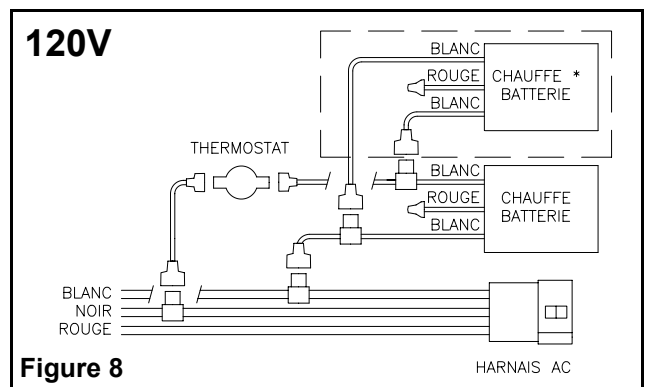 120V
BLANC
ROUGE
CHAUFFE *
BATTERIE
BLANC
THERMOSTAT
BLANC
ROUGE
CHAUFFE
BATTERIE
BLANC
BLANC
NOIR
ROUGE
Figure 8
HARNAIS AC